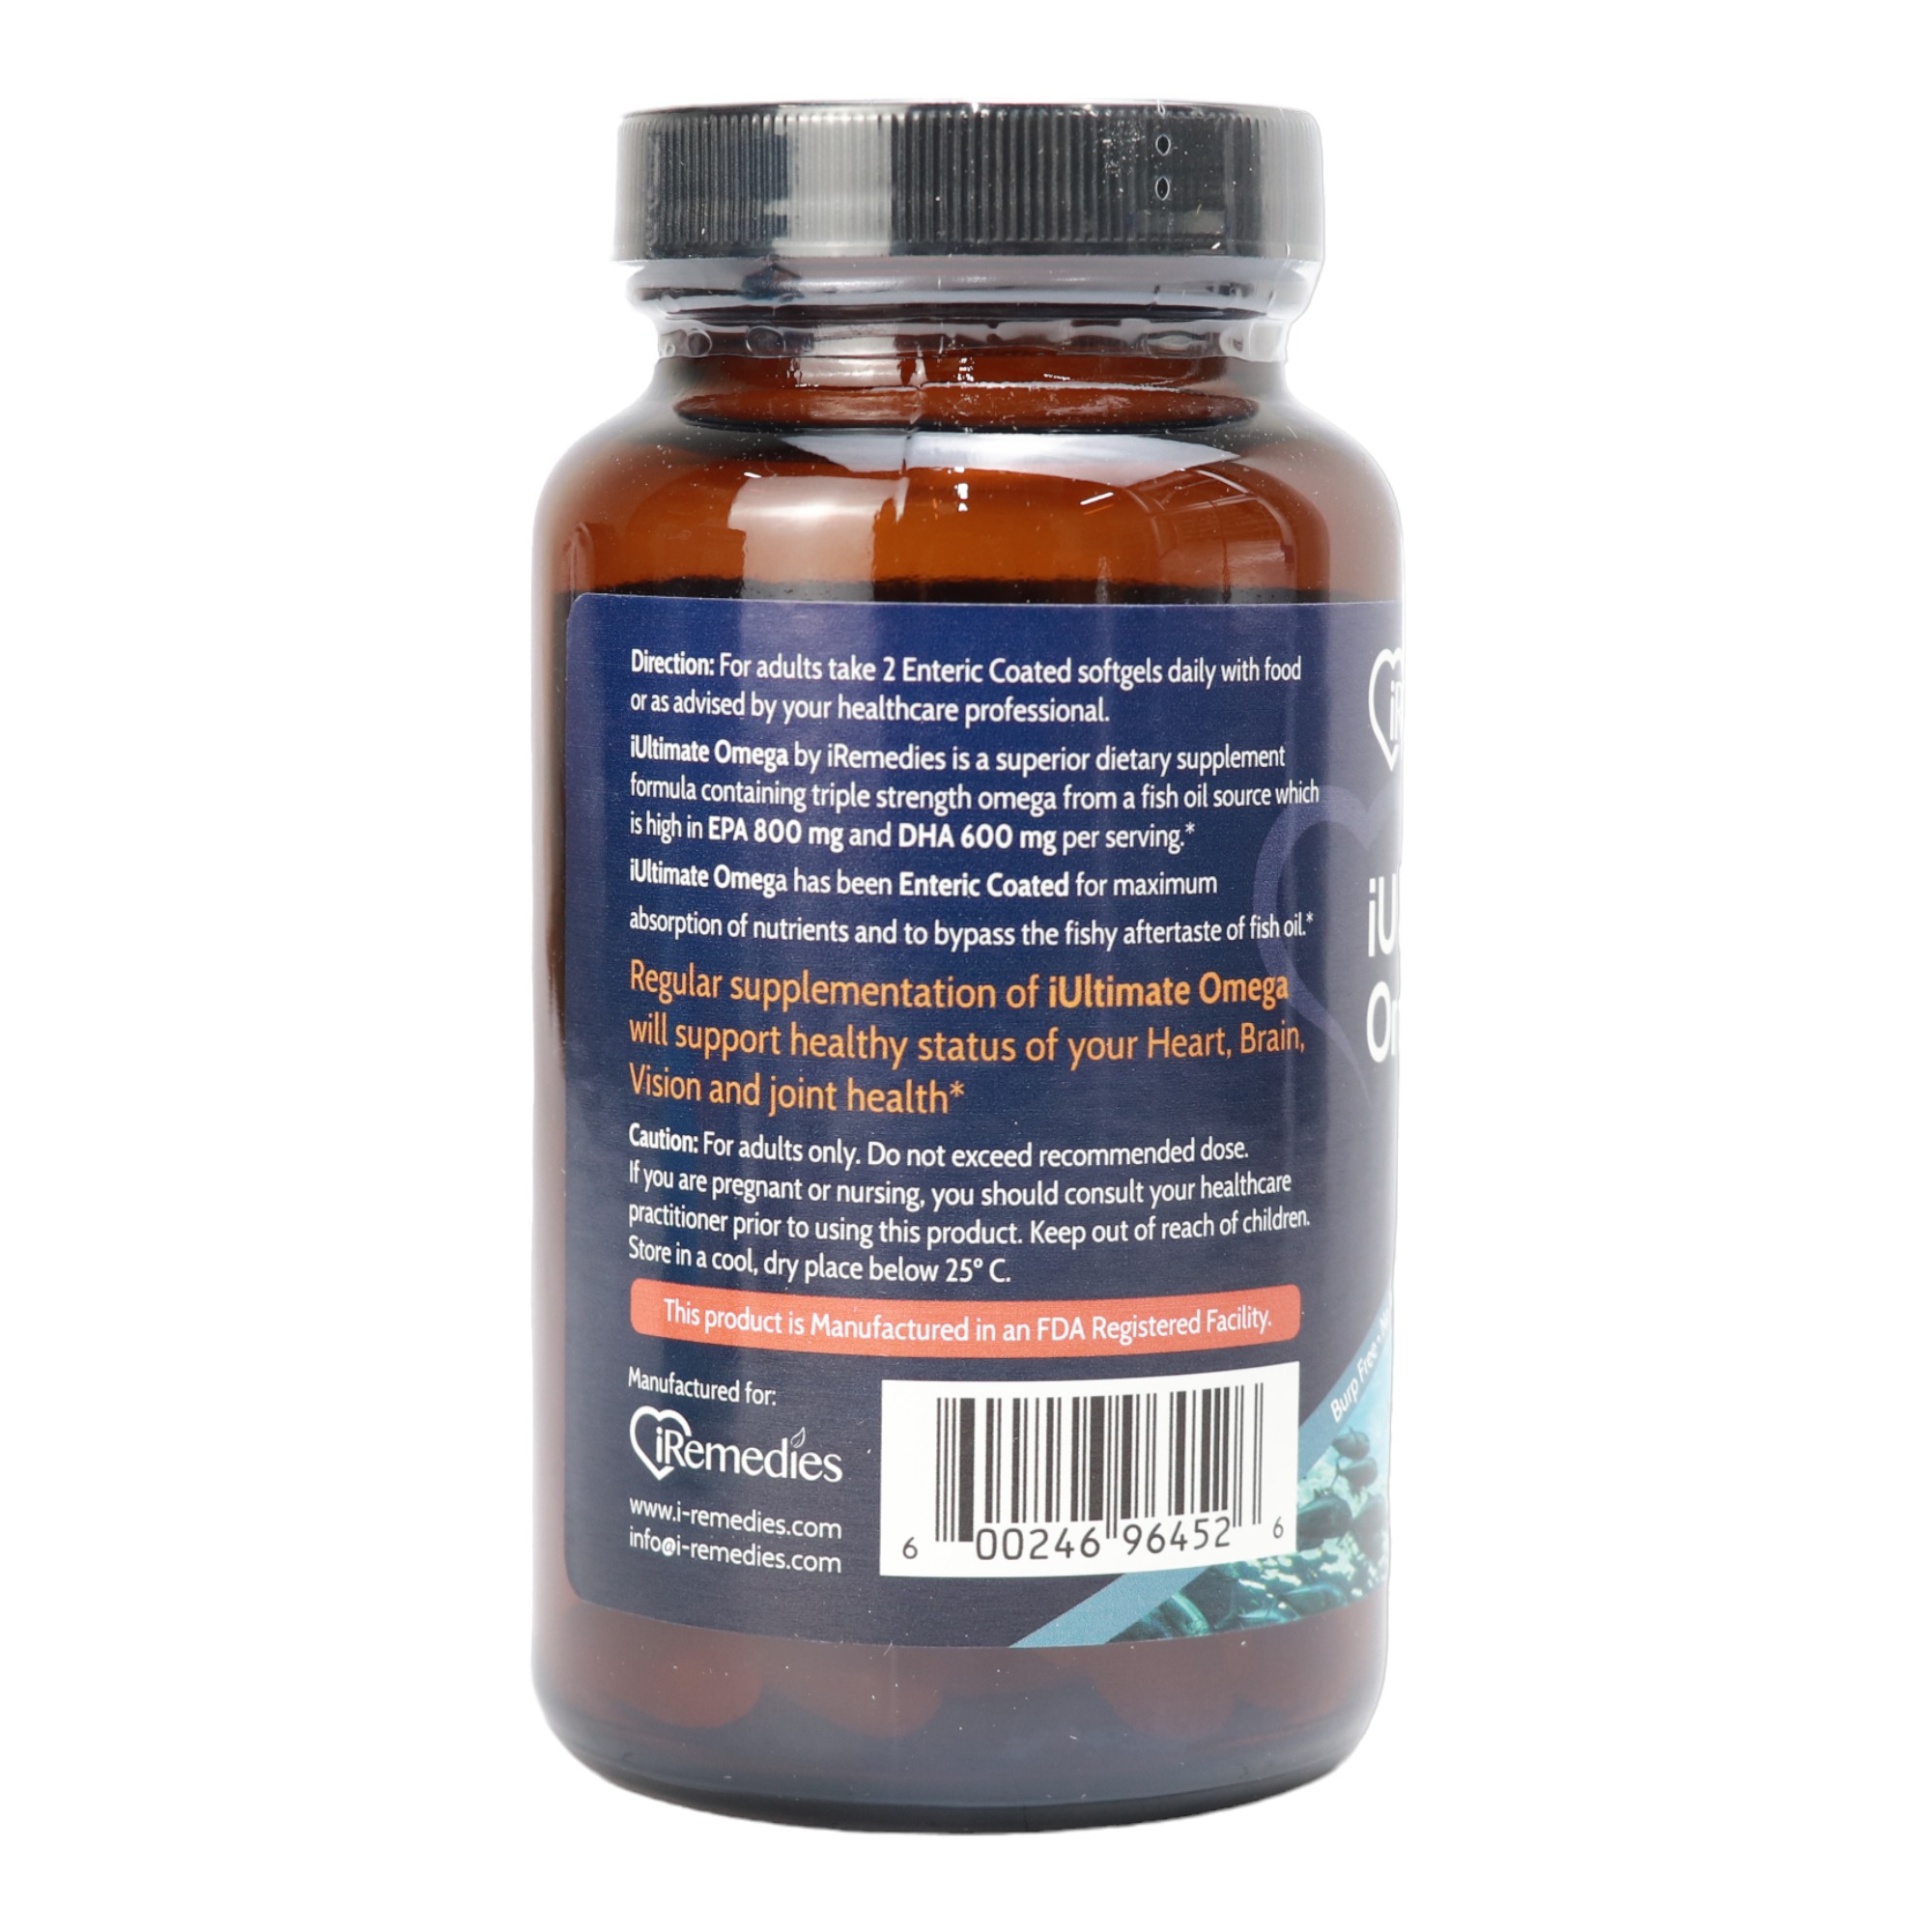 Direction: For adults take 2 Enteric Coated softgels daily with food
or as advised by your healthcare professional.
iUltimate Omega by iRemedies is a superior dietary supplement
formula containing triple strength omega from a fish oil source which
is high in EPA 800 mg and DHA 600 mg per serving.*
iUltimate Omega has been Enteric Coated for maximum
absorption of nutrients and to bypass the fishy aftertaste of fish oil.*
Regular supplementation of iUltimate Omega
will support healthy status of your Heart, Brain,
Vision and joint health*
Caution: For adults only. Do not exceed recommended dose.
If you are pregnant or nursing, you should consult your healthcare
practitioner prior to using this product. Keep out of reach of children.
Store in a cool, dry place below 25° C.
This product is Manufactured in an FDA Registered Facility.
Manufactured for:
iRemedies
www.i-remedies.com
info@i-remedies.com
6 00246 96452 6
Burp Free •